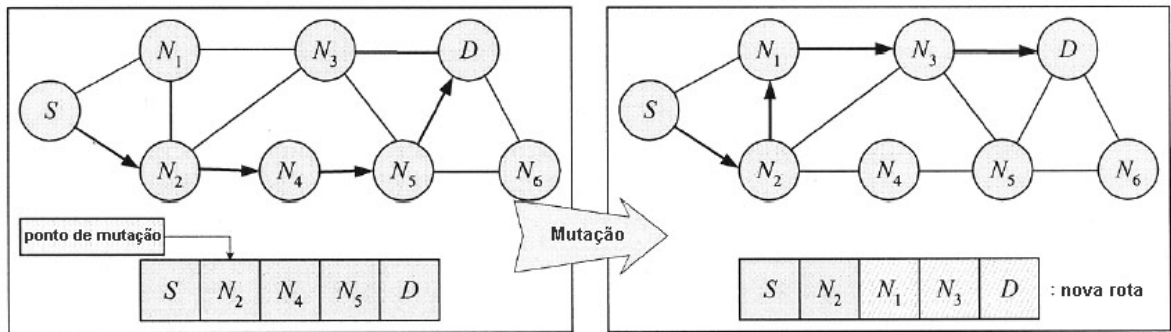 N1 N3 D
S
N2 N4 N5 N6
ponto de mutação
S N2 N4 N5 D
Mutação
N1 N3 D
S
N2 N4 N5 N6
S N2 N1 N3 D : nova rota